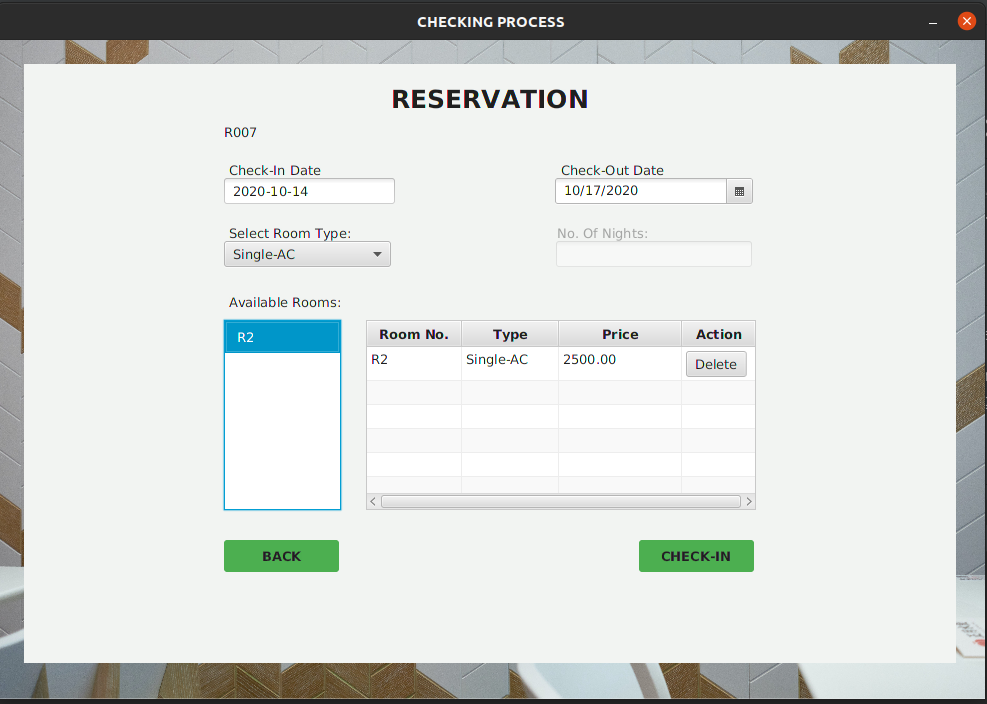 CHECKING PROCESS
RESERVATION
R007
Check-In Date
Check-Out Date
2020-10-14
10/17/2020
Select Room Type:
No. Of Nights:
Single-AC
Available Rooms:
R2
Room No. Type Price Action
R2 Single-AC 2500.00 Delete
BACK
CHECK-IN